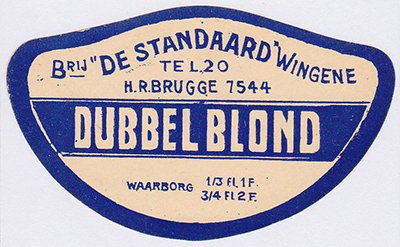 BRIJ "DE STANDAARD" WINGENE
TEL.20
H.R.BRUGGE 7544
DUBBEL BLOND
WAARBORG 1/3 Fl. 1 F.
3/4 Fl. 2 F.